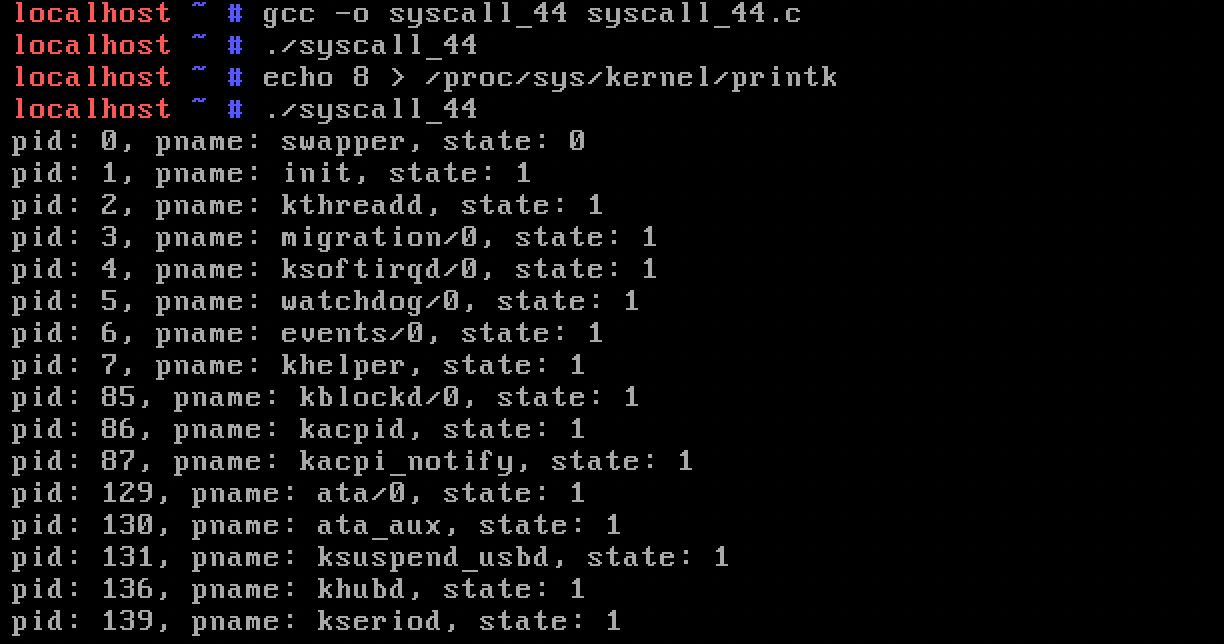 localhost ~ # gcc -o syscall_44 syscall_44.c
localhost ~ # ./syscall_44
localhost ~ # echo 8 > /proc/sys/kernel/printk
localhost ~ # ./syscall_44
pid: 0, pname: swapper, state: 0
pid: 1, pname: init, state: 1
pid: 2, pname: kthreadd, state: 1
pid: 3, pname: migration/0, state: 1
pid: 4, pname: ksoftirqd/0, state: 1
pid: 5, pname: watchdog/0, state: 1
pid: 6, pname: events/0, state: 1
pid: 7, pname: khelper, state: 1
pid: 85, pname: kblockd/0, state: 1
pid: 86, pname: kacpid, state: 1
pid: 87, pname: kacpi_notify, state: 1
pid: 129, pname: ata/0, state: 1
pid: 130, pname: ata_aux, state: 1
pid: 131, pname: ksuspend_usbd, state: 1
pid: 136, pname: khubd, state: 1
pid: 139, pname: kseriod, state: 1